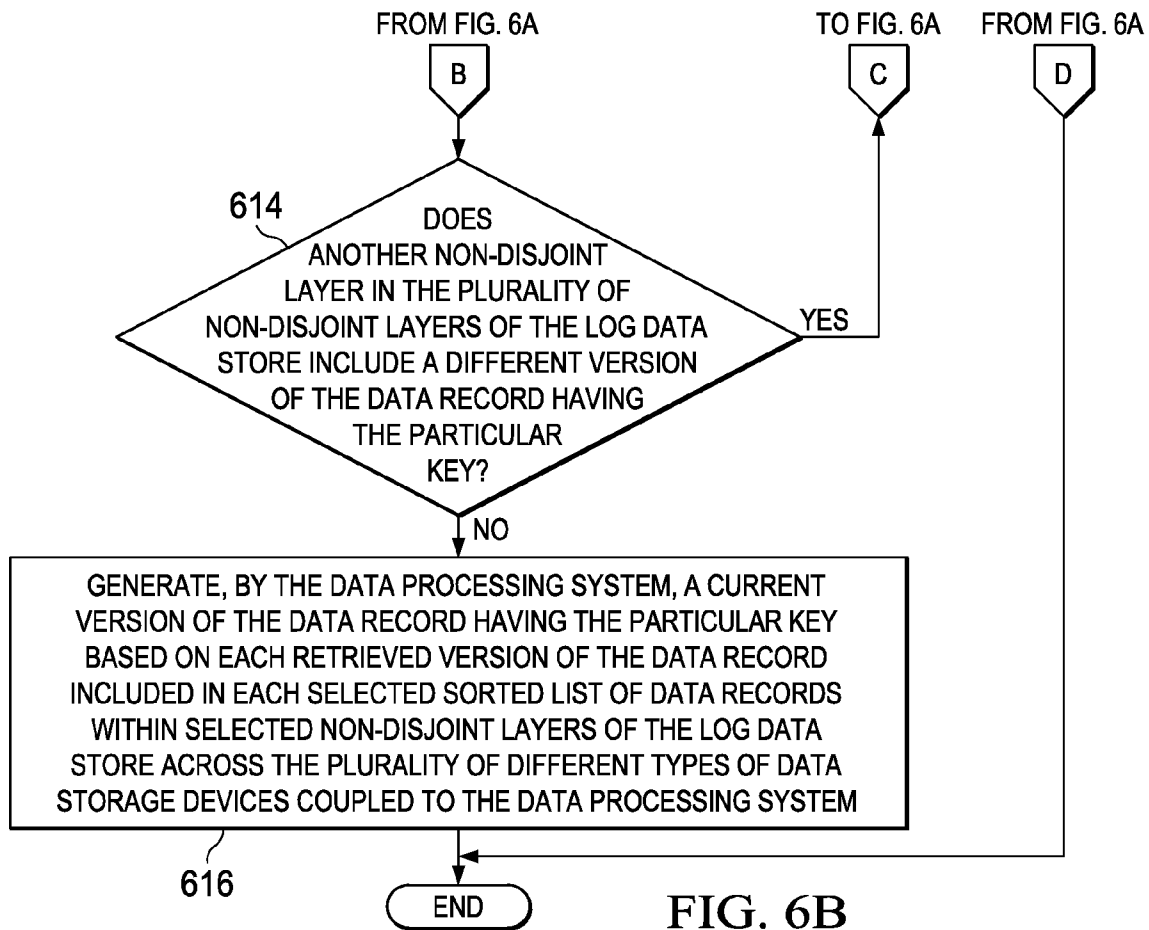 FROM FIG. 6A
TO FIG. 6A
FROM FIG. 6A
B
C
D
614
DOES
ANOTHER NON-DISJOINT
LAYER IN THE PLURALITY OF
NON-DISJOINT LAYERS OF THE LOG DATA
STORE INCLUDE A DIFFERENT VERSION
OF THE DATA RECORD HAVING
THE PARTICULAR
KEY?
YES
NO
GENERATE, BY THE DATA PROCESSING SYSTEM, A CURRENT
VERSION OF THE DATA RECORD HAVING THE PARTICULAR KEY
BASED ON EACH RETRIEVED VERSION OF THE DATA RECORD
INCLUDED IN EACH SELECTED SORTED LIST OF DATA RECORDS
WITHIN SELECTED NON-DISJOINT LAYERS OF THE LOG DATA
STORE ACROSS THE PLURALITY OF DIFFERENT TYPES OF DATA
STORAGE DEVICES COUPLED TO THE DATA PROCESSING SYSTEM
616
END
FIG. 6B